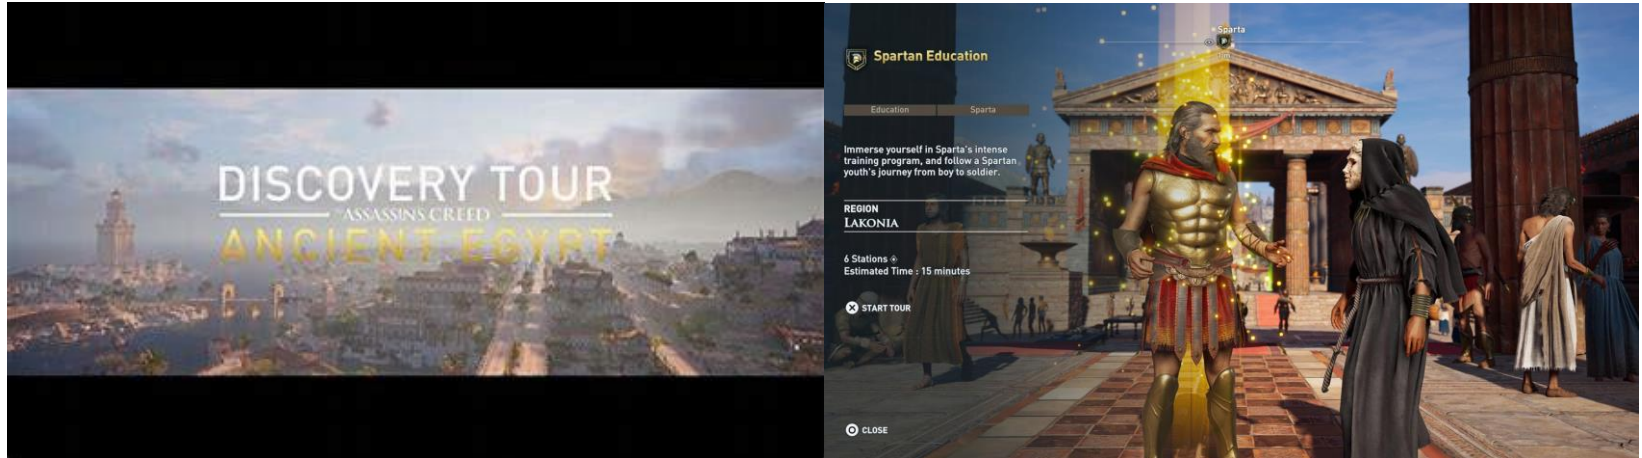 DISCOVERY TOUR
ASSASSIN'S CREED
ANCIENT EGYPT
Sparta
Spartan Education
Education
Sparta
Immerse yourself in Sparta's intense
training program, and follow a Spartan
youth's journey from boy to soldier.
REGION
LAKONIA
6 Stations
Estimated Time : 15 minutes
START TOUR
CLOSE